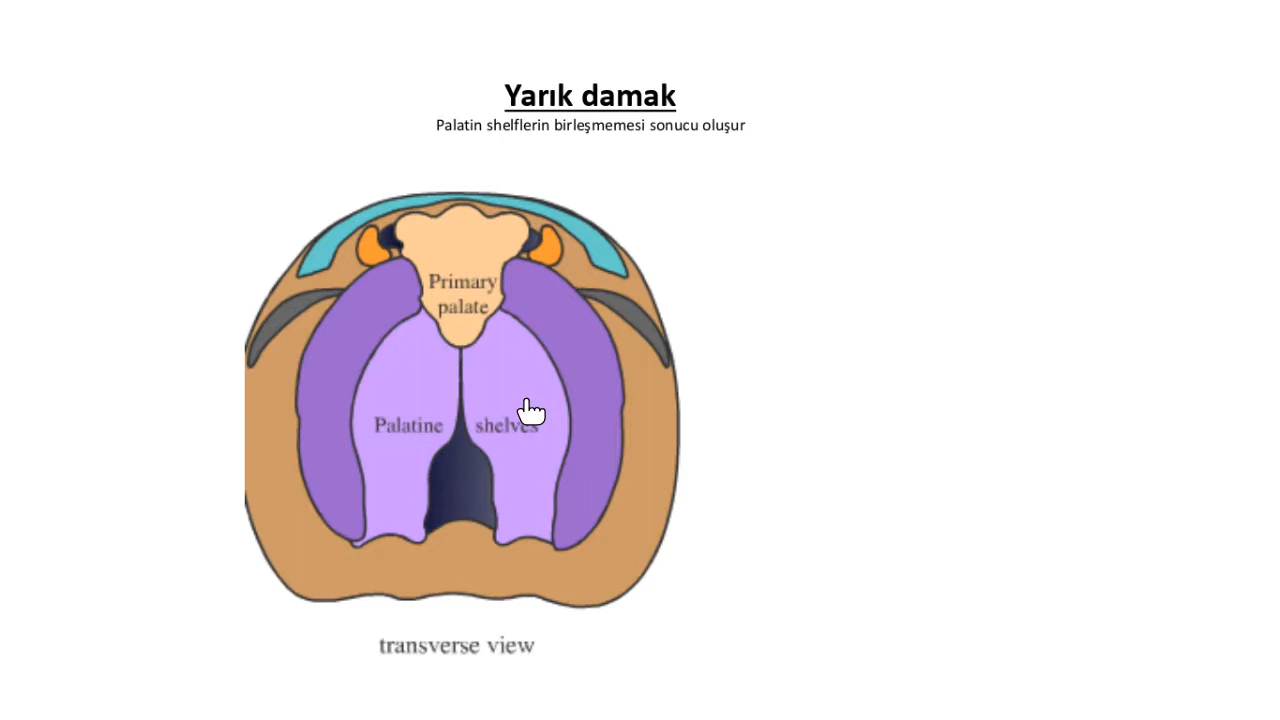 Yarık damak
Palatin shelflerin birleşmemesi sonucu oluşur
Primary
palate
Palatine shelves
transverse view